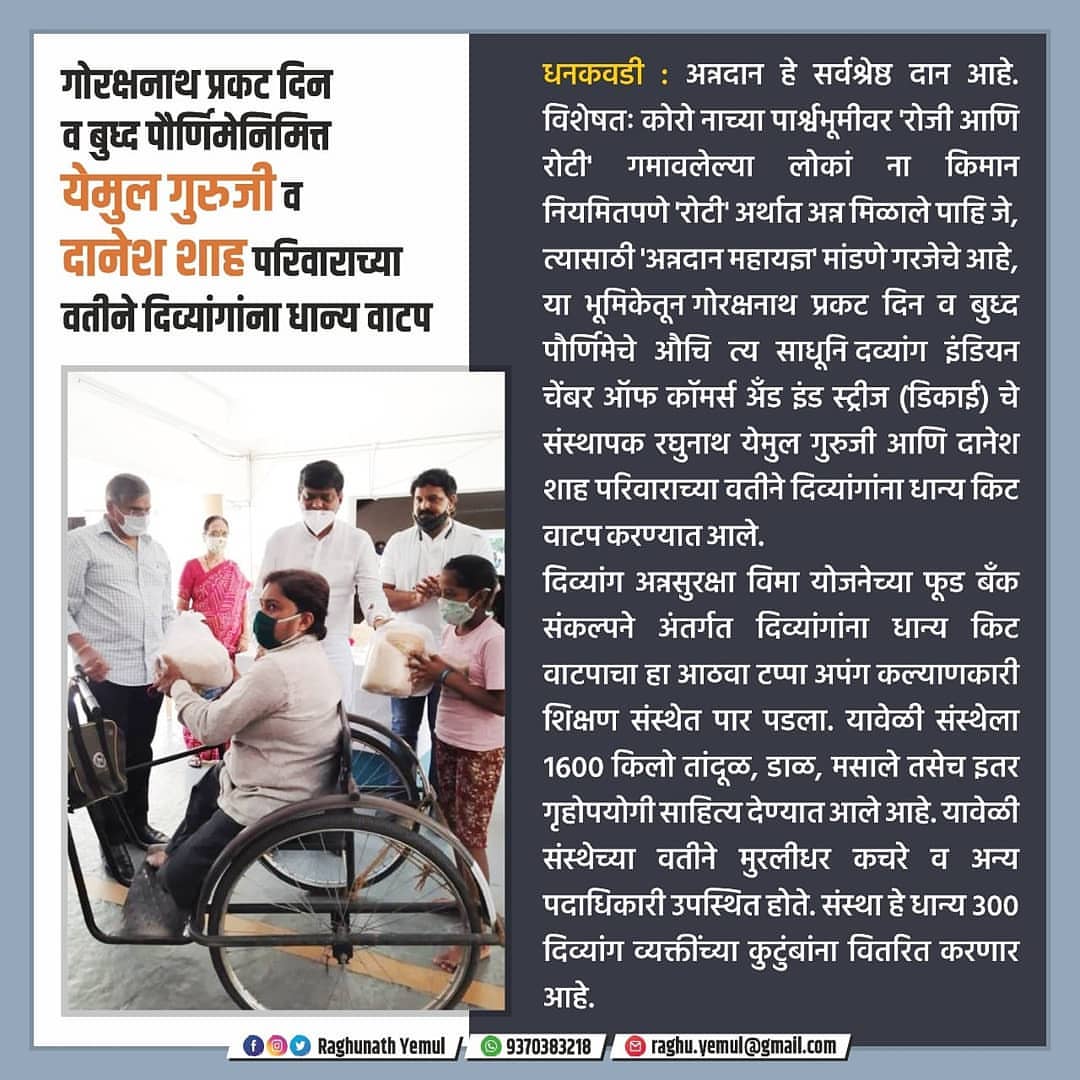 गोरक्षनाथ प्रकट दिन
व बुध्द पौर्णिमेनिमित्त
येमुल गुरुजी व
दानेश शाह परिवाराच्या
वतीने दिव्यांगांना धान्य वाटप
धनकवडी : अन्नदान हे सर्वश्रेष्ठ दान आहे.
विशेषतः कोरो नाच्या पार्श्वभूमीवर 'रोजी आणि
रोटी' गमावलेल्या लोकां ना किमान
नियमितपणे 'रोटी' अर्थात अन्न मिळाले पाहि जे,
त्यासाठी 'अन्नदान महायज्ञ' मांडणे गरजेचे आहे,
या भूमिकेतून गोरक्षनाथ प्रकट दिन व बुध्द
पौर्णिमेचे औचि त्य साधूनि दव्यांग इंडियन
चेंबर ऑफ कॉमर्स अँड इंड स्ट्रीज (डिकाई) चे
संस्थापक रघुनाथ येमुल गुरुजी आणि दानेश
शाह परिवाराच्या वतीने दिव्यांगांना धान्य किट
वाटप करण्यात आले.
दिव्यांग अन्नसुरक्षा विमा योजनेच्या फूड बँक
संकल्पने अंतर्गत दिव्यांगांना धान्य किट
वाटपाचा हा आठवा टप्पा अपंग कल्याणकारी
शिक्षण संस्थेत पार पडला. यावेळी संस्थेला
1600 किलो तांदूळ, डाळ, मसाले तसेच इतर
गृहोपयोगी साहित्य देण्यात आले आहे. यावेळी
संस्थेच्या वतीने मुरलीधर कचरे व अन्य
पदाधिकारी उपस्थित होते. संस्था हे धान्य 300
दिव्यांग व्यक्तींच्या कुटुंबांना वितरित करणार
आहे.
Raghunath Yemul 9370383218 raghu.yemul@gmail.com